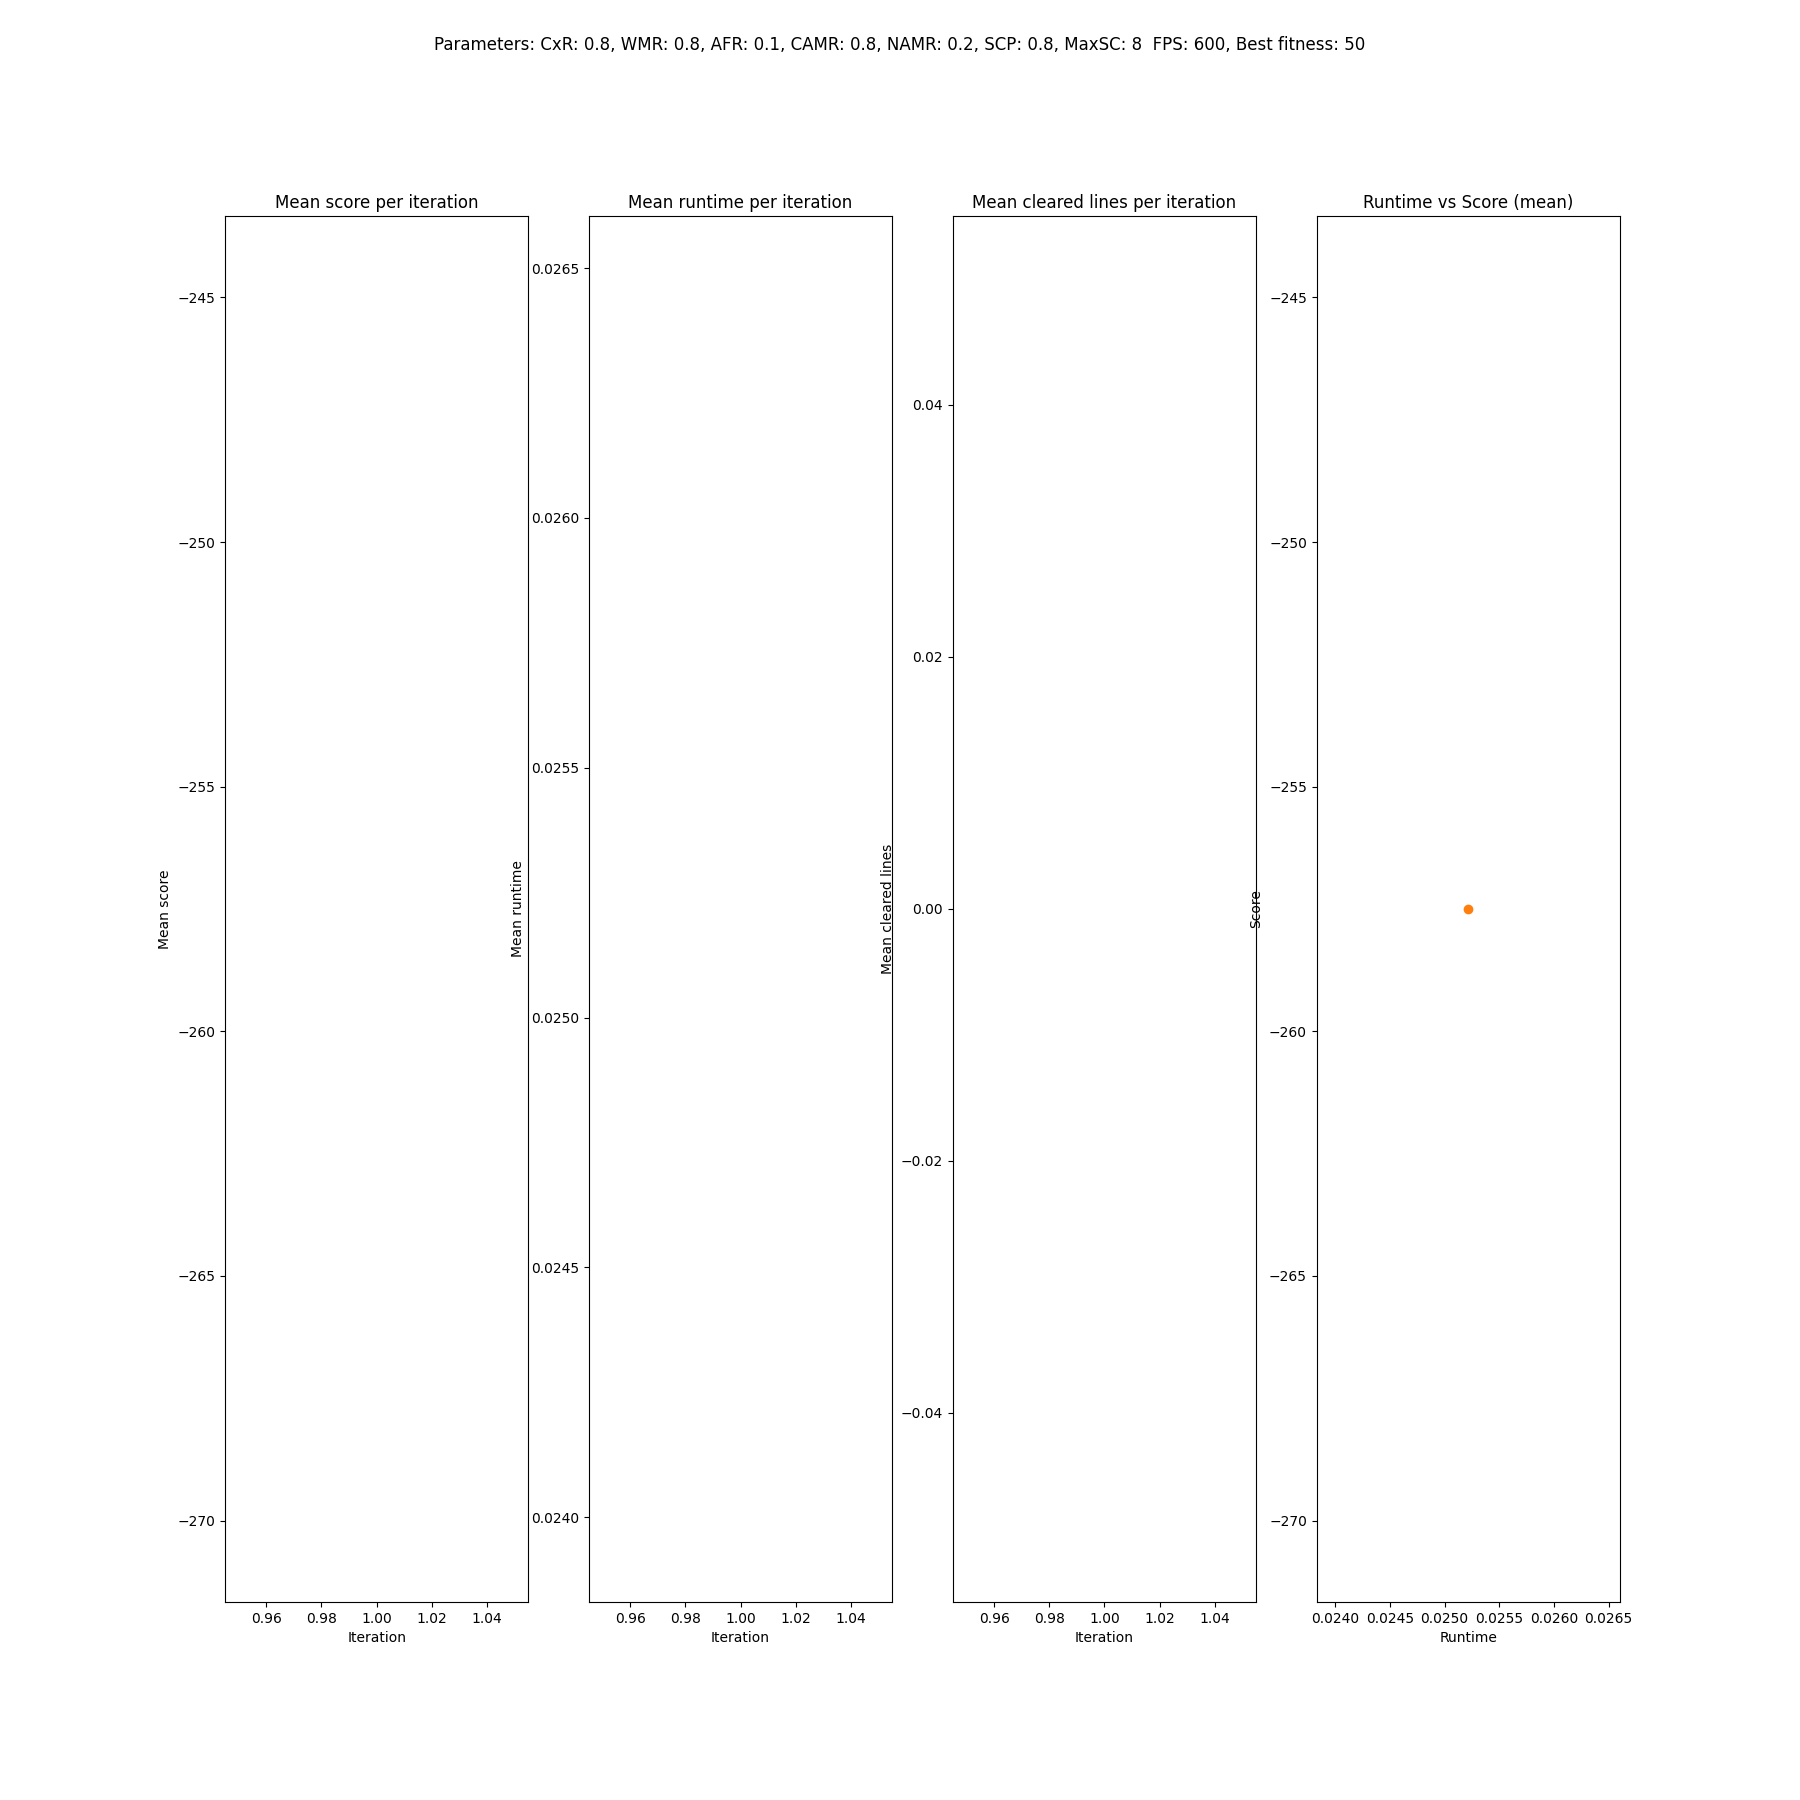 Parameters: CxR: 0.8, WMR: 0.8, AFR: 0.1, CAMR: 0.8, NAMR: 0.2, SCP: 0.8, MaxSC: 8  FPS: 600, Best fitness: 50
Mean score per iteration
−245
−250
−255
−260
−265
−270
Mean score
0.96 0.98 1.00 1.02 1.04
Iteration
Mean runtime per iteration
0.0265
0.0260
0.0255
0.0250
0.0245
0.0240
Mean runtime
0.96 0.98 1.00 1.02 1.04
Iteration
Mean cleared lines per iteration
0.04
0.02
0.00
−0.02
−0.04
Mean cleared lines
0.96 0.98 1.00 1.02 1.04
Iteration
Runtime vs Score (mean)
−245
−250
−255
−260
−265
−270
Score
0.0240 0.0245 0.0250 0.0255 0.0260 0.0265
Runtime